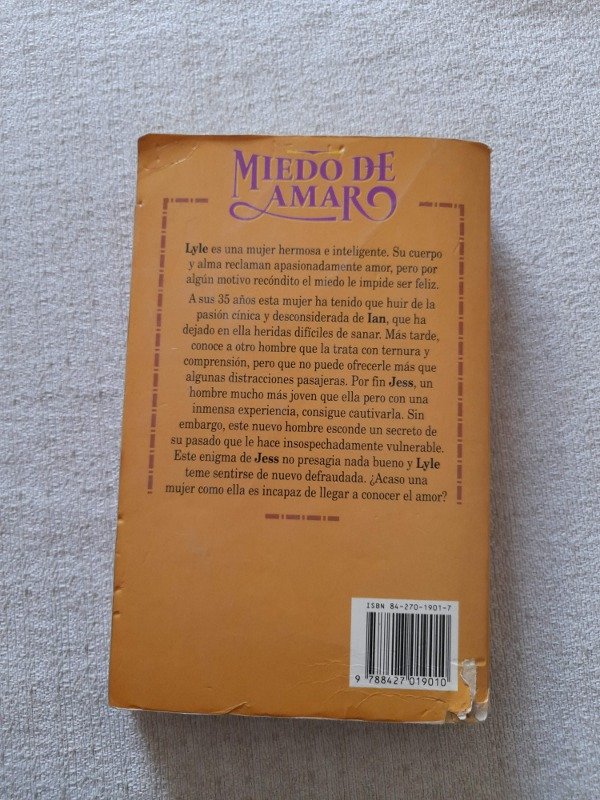 MIEDO DE
AMAR
Lyle es una mujer hermosa e inteligente. Su cuerpo
y alma reclaman apasionadamente amor, pero por
algún motivo recóndito el miedo le impide ser feliz.
A sus 35 años esta mujer ha tenido que huir de la
pasión cínica y desconsiderada de Ian, que ha
dejado en ella heridas difíciles de sanar. Más tarde,
conoce a otro hombre que la trata con ternura y
comprensión, pero que no puede ofrecerle más que
algunas distracciones pasajeras. Por fin Jess, un
hombre mucho más joven que ella pero con una
inmensa experiencia, consigue cautivarla. Sin
embargo, este nuevo hombre esconde un secreto de
su pasado que le hace insospechadamente vulnerable.
Este enigma de Jess no presagia nada bueno y Lyle
teme sentirse de nuevo defraudada. ¿Acaso una
mujer como ella es incapaz de llegar a conocer el amor?
ISBN 84-270-1901-7
9 788427 019010